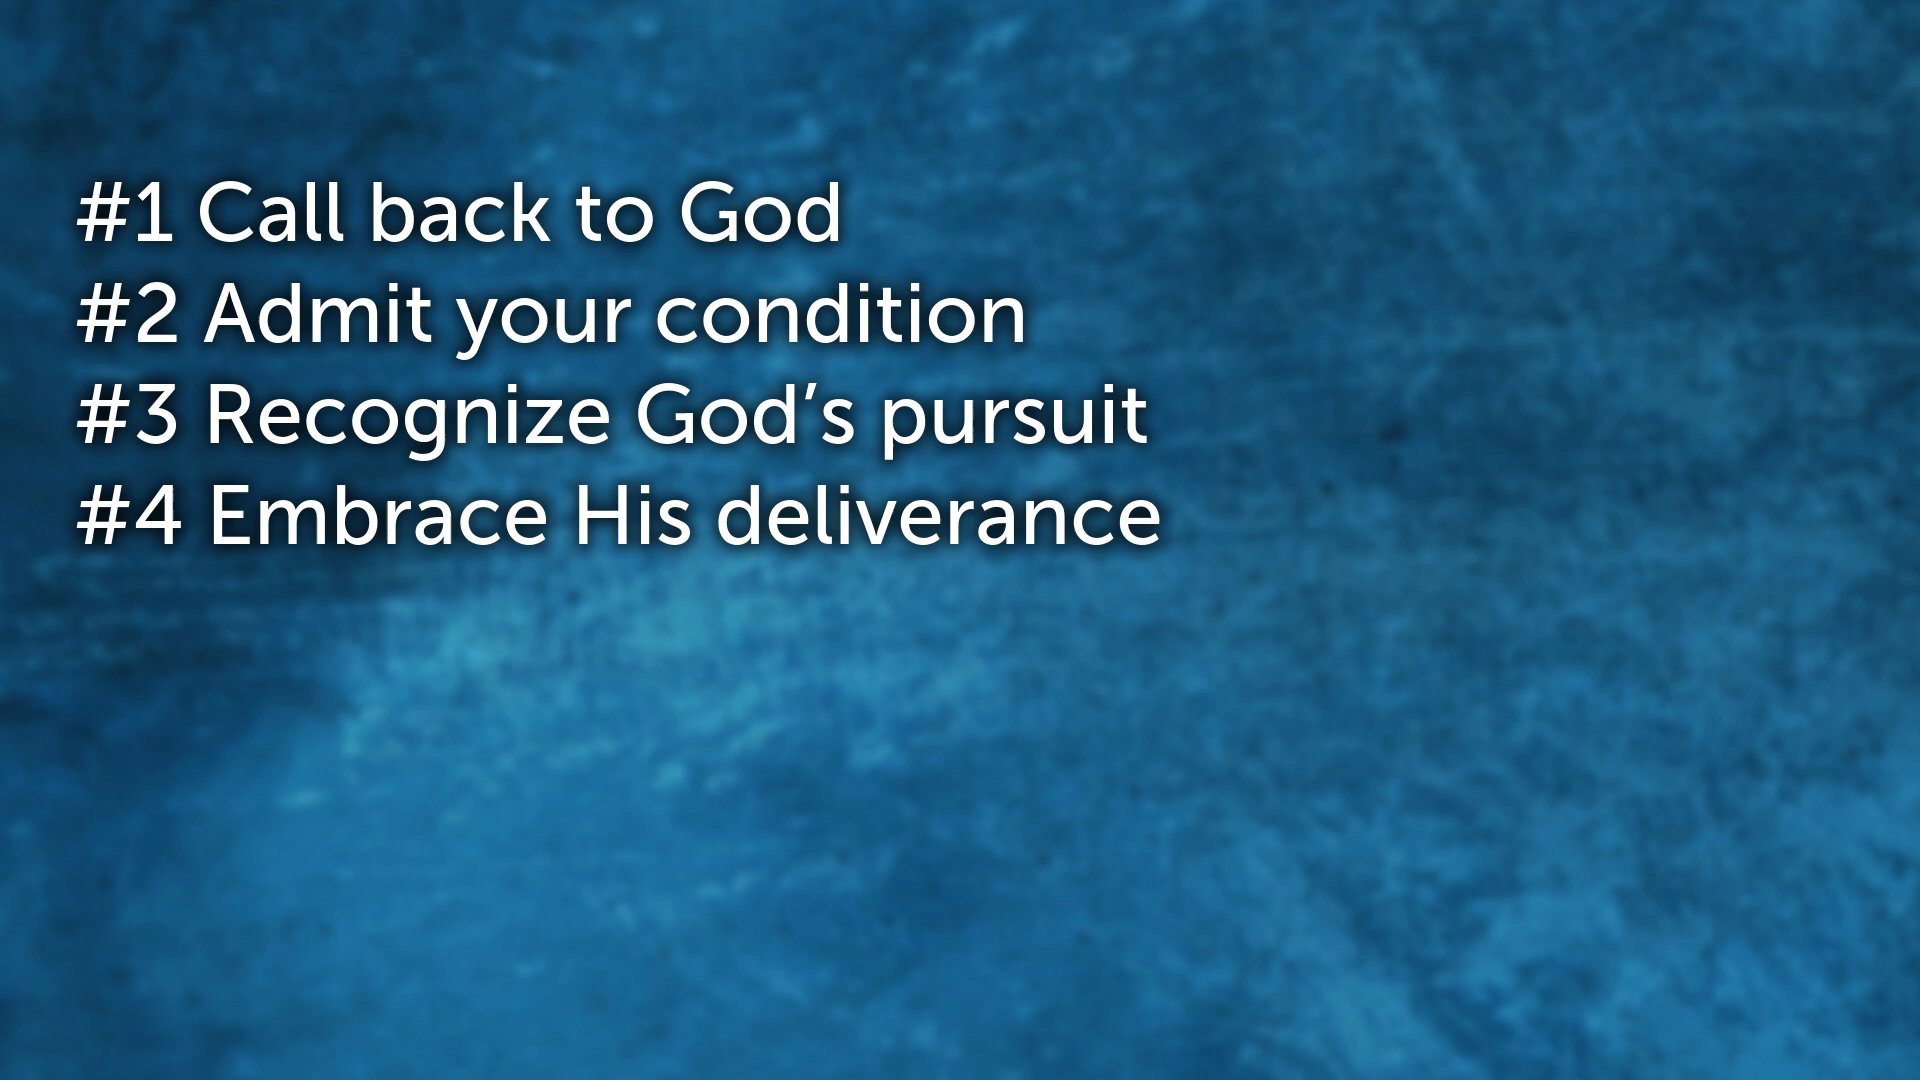 #1 Call back to God
#2 Admit your condition
#3 Recognize God’s pursuit
#4 Embrace His deliverance